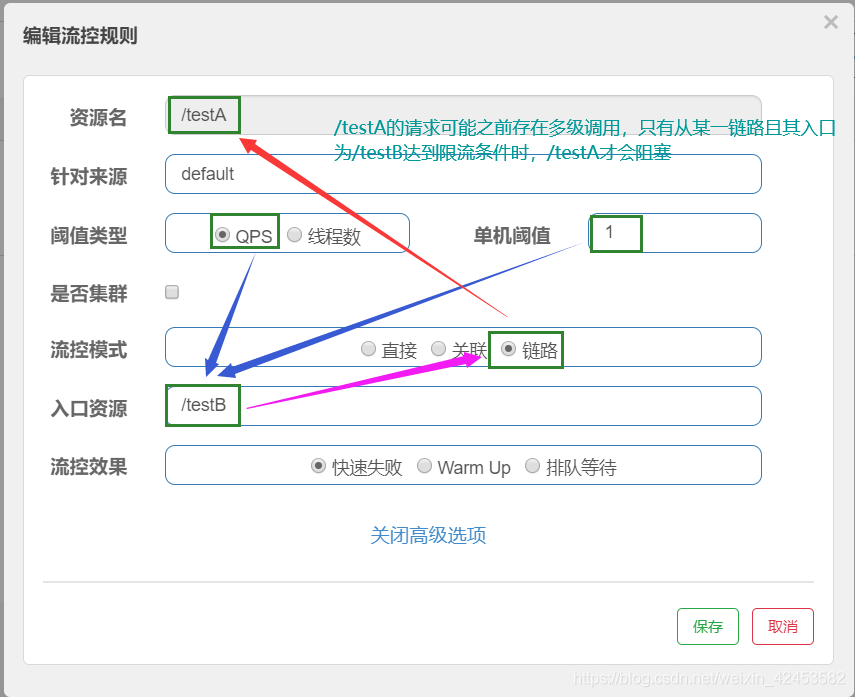 编辑流控规则
×
资源名 /testA
/testA的请求可能之前存在多级调用，只有从某一链路且其入口
为/testB达到限流条件时，/testA才会阻塞
针对来源 default
阈值类型 QPS 线程数 单机阈值 1
是否集群
流控模式 直接 关联 链路
入口资源 /testB
流控效果 快速失败 Warm Up 排队等待
关闭高级选项
保存 取消
https://blog.csdn.net/weixin_42453582